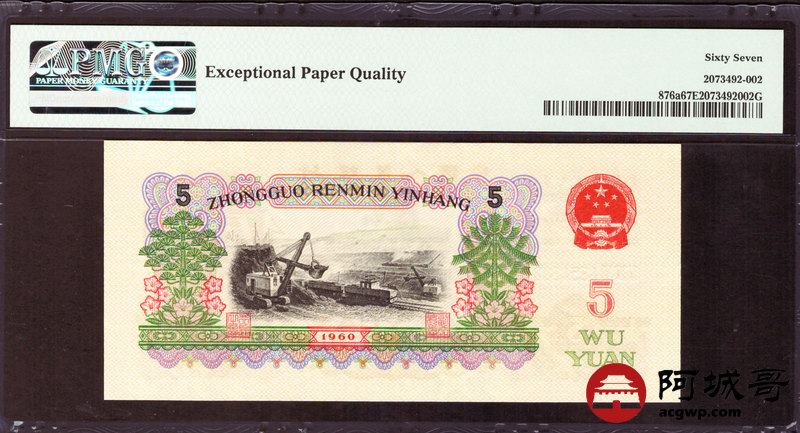 PMG
PAPER MONEY GUARANTY
Exceptional Paper Quality
Sixty Seven
2073492-002
876a67E2073492002G
5
ZHONGGUO RENMIN YINHANG
5
5
1960
WU
YUAN
阿城哥
acgwp.com